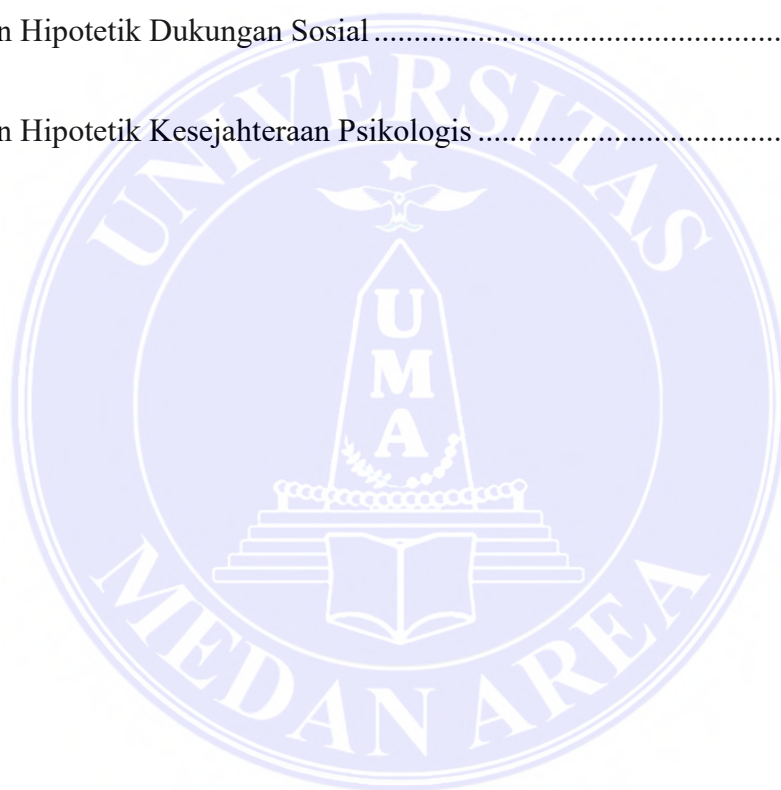 n Hipotetik Dukungan Sosial ....................................................
n Hipotetik Kesejahteraan Psikologis .......................................
UNIVERSITAS
U
M
A
MEDAN AREA